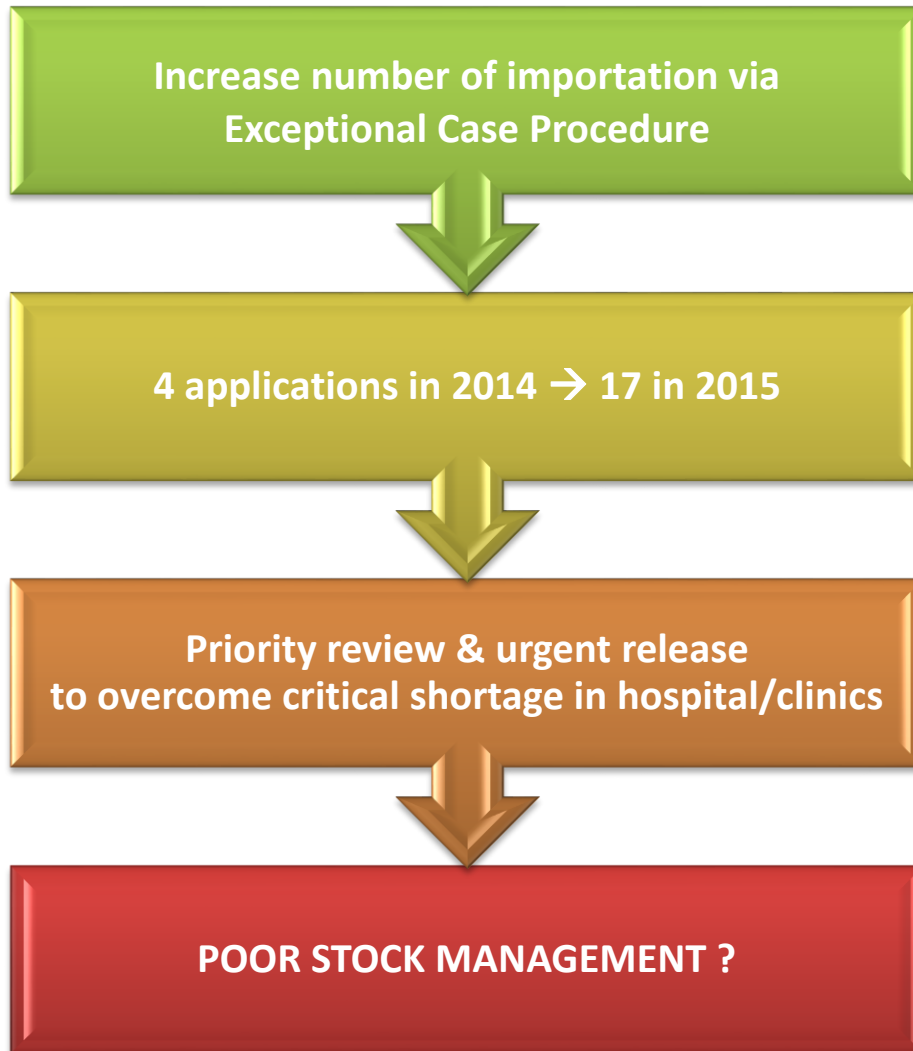 Increase number of importation via
Exceptional Case Procedure
4 applications in 2014 → 17 in 2015
Priority review & urgent release
to overcome critical shortage in hospital/clinics
POOR STOCK MANAGEMENT ?